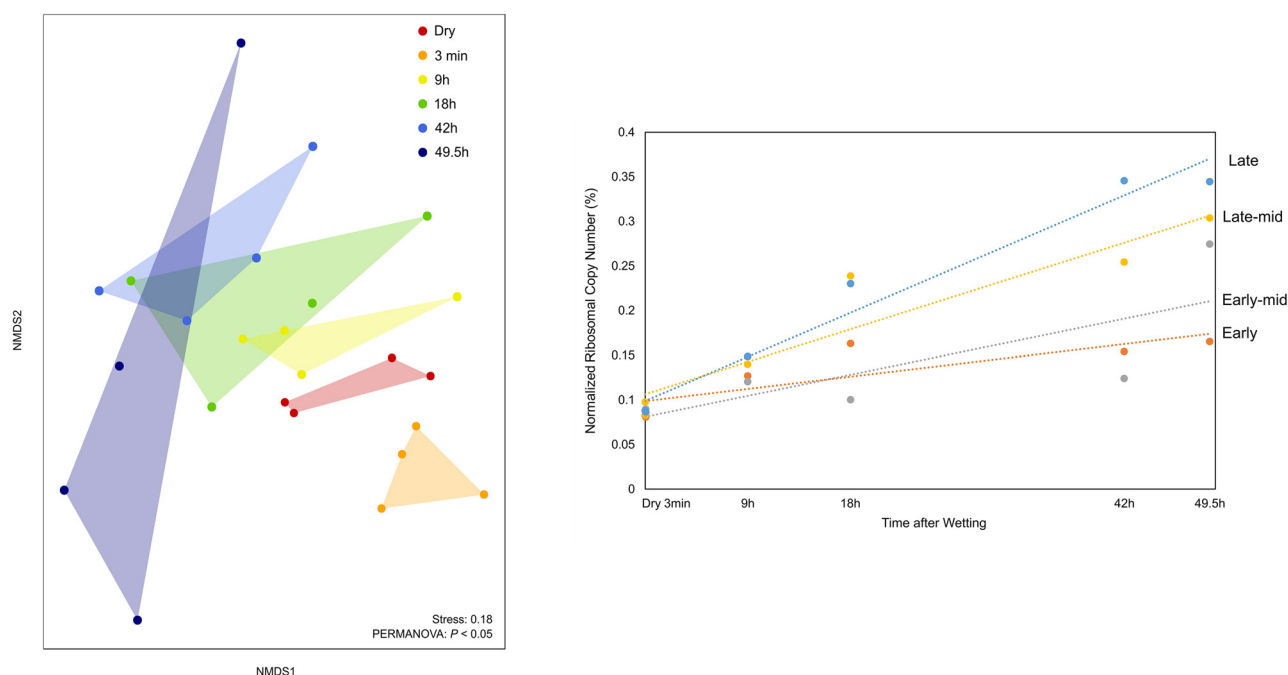 Dry
3 min
9h
18h
42h
49.5h
NMDS2
Stress: 0.18
PERMANOVA: P < 0.05
NMDS1
Normalized Ribosomal Copy Number (%)
0.4
0.35
0.3
0.25
0.2
0.15
0.1
0.05
0
Late
Late-mid
Early-mid
Early
Dry 3min 9h 18h 42h 49.5h
Time after Wetting